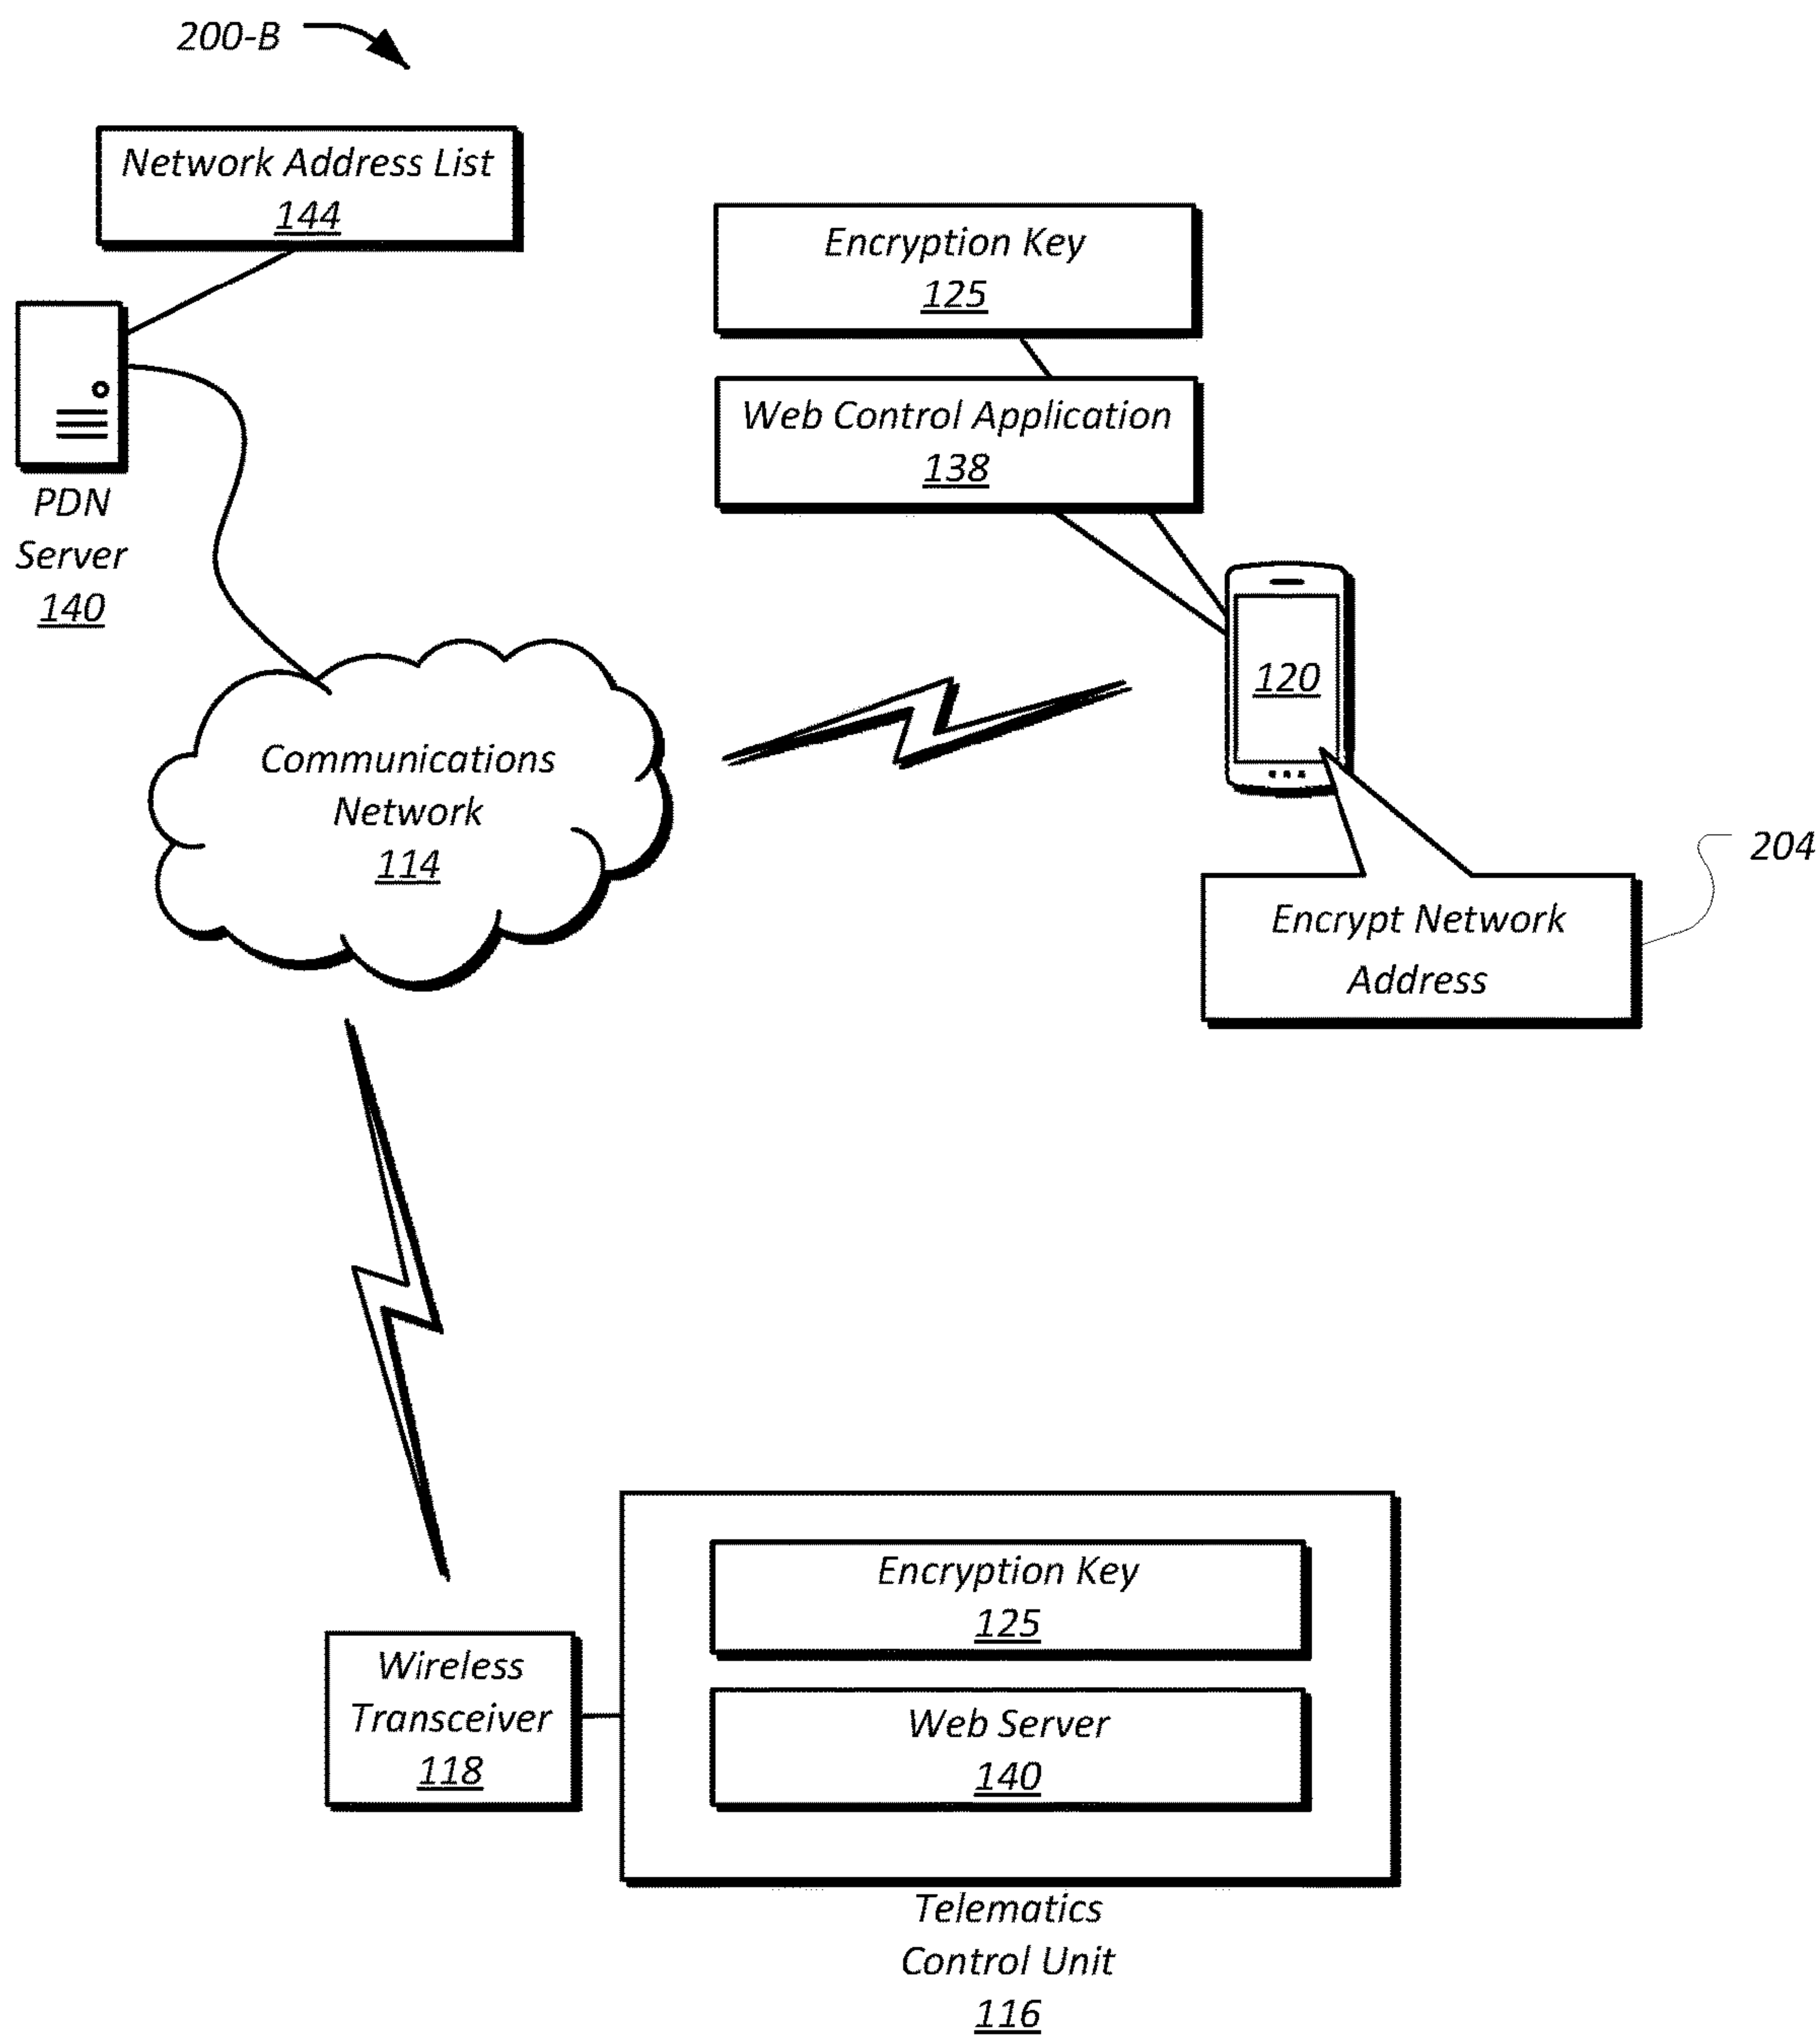 200-B
Network Address List
144
Encryption Key
125
Web Control Application
138
PDN
Server
140
120
Communications
Network
114
204
Encrypt Network
Address
Encryption Key
125
Wireless
Transceiver
118
Web Server
140
Telematics
Control Unit
116